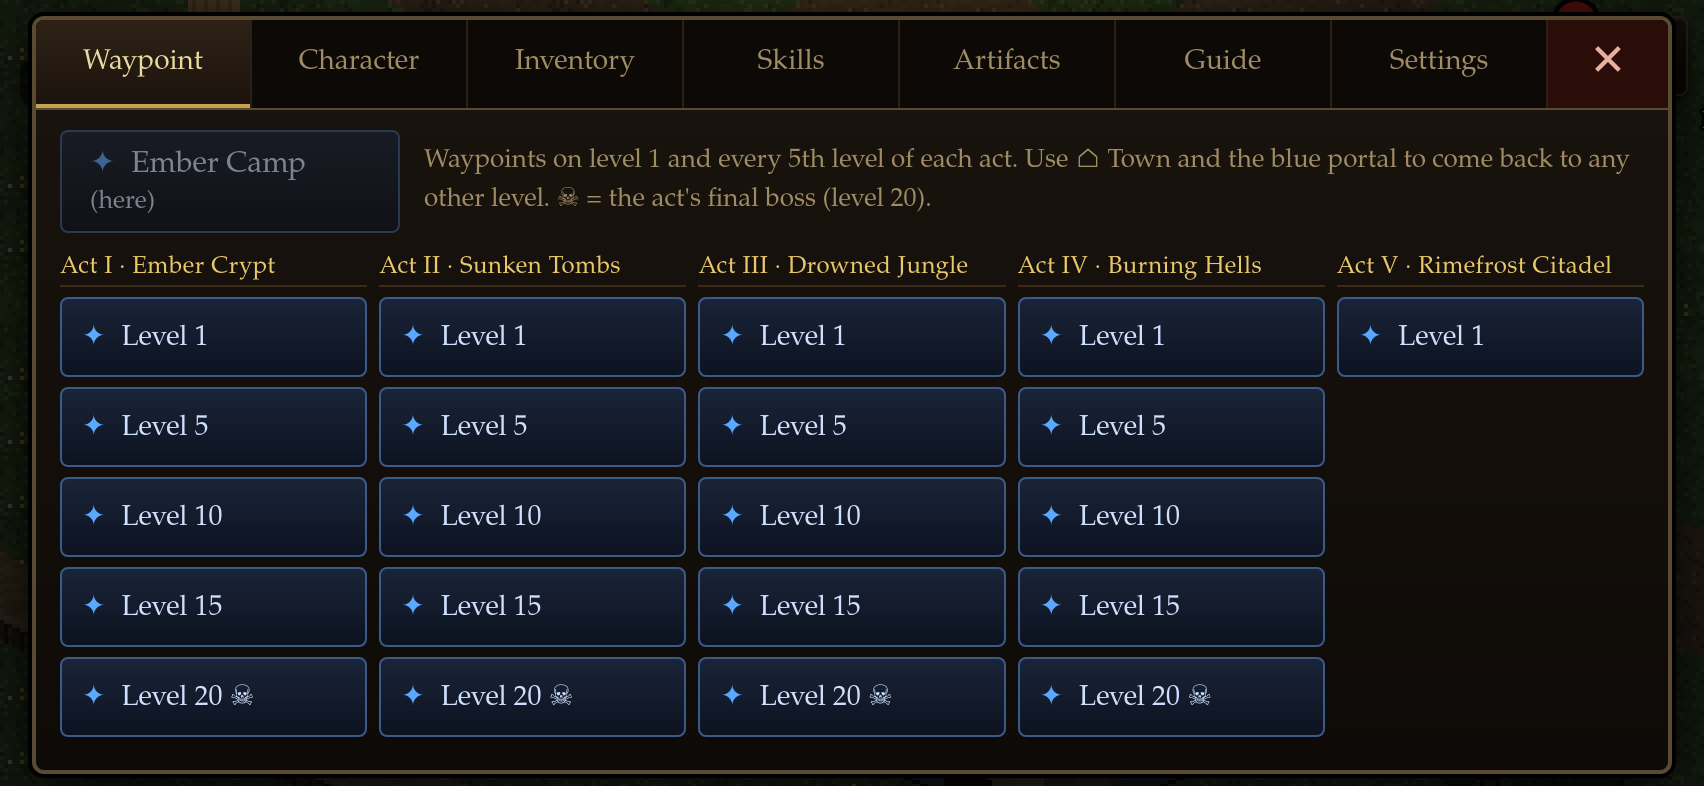 Waypoint
Character
Inventory
Skills
Artifacts
Guide
Settings
✕
✦ Ember Camp
(here)
Waypoints on level 1 and every 5th level of each act. Use ⌂ Town and the blue portal to come back to any
other level. ☠ = the act's final boss (level 20).
Act I · Ember Crypt
Act II · Sunken Tombs
Act III · Drowned Jungle
Act IV · Burning Hells
Act V · Rimefrost Citadel
✦ Level 1
✦ Level 1
✦ Level 1
✦ Level 1
✦ Level 1
✦ Level 5
✦ Level 5
✦ Level 5
✦ Level 5
✦ Level 10
✦ Level 10
✦ Level 10
✦ Level 10
✦ Level 15
✦ Level 15
✦ Level 15
✦ Level 15
✦ Level 20 ☠
✦ Level 20 ☠
✦ Level 20 ☠
✦ Level 20 ☠